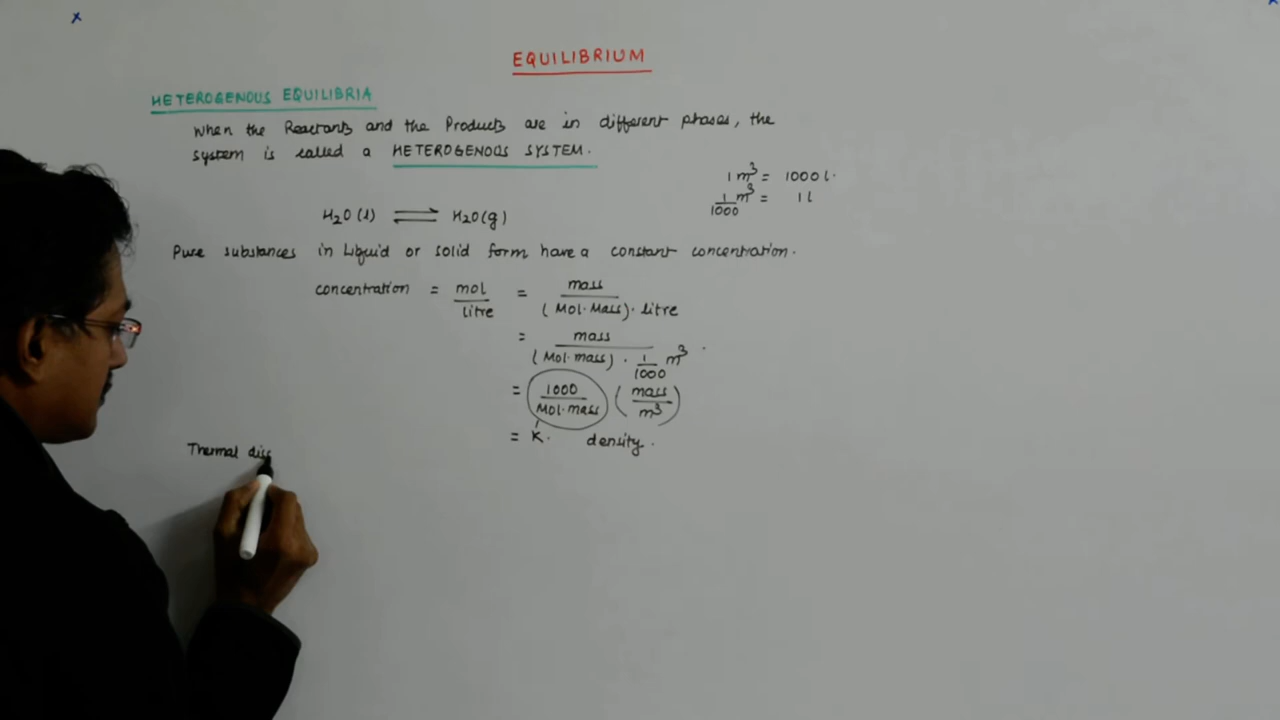 EQUILIBRIUM
HETEROGENOUS EQUILIBRIA
When the Reactants and the Products are in different phases, the
system is called a HETEROGENOUS SYSTEM.
1 m³ = 1000 l.
1/1000 m³ = 1 l
H₂O (l) ⇌ H₂O (g)
Pure substances in Liquid or solid form have a constant concentration.
concentration = mol/litre = mass/(Mol. Mass). litre
= mass/(Mol. mass) . 1/1000 m³
= 1000/Mol. mass (mass/m³)
= K. density.
Thermal dis